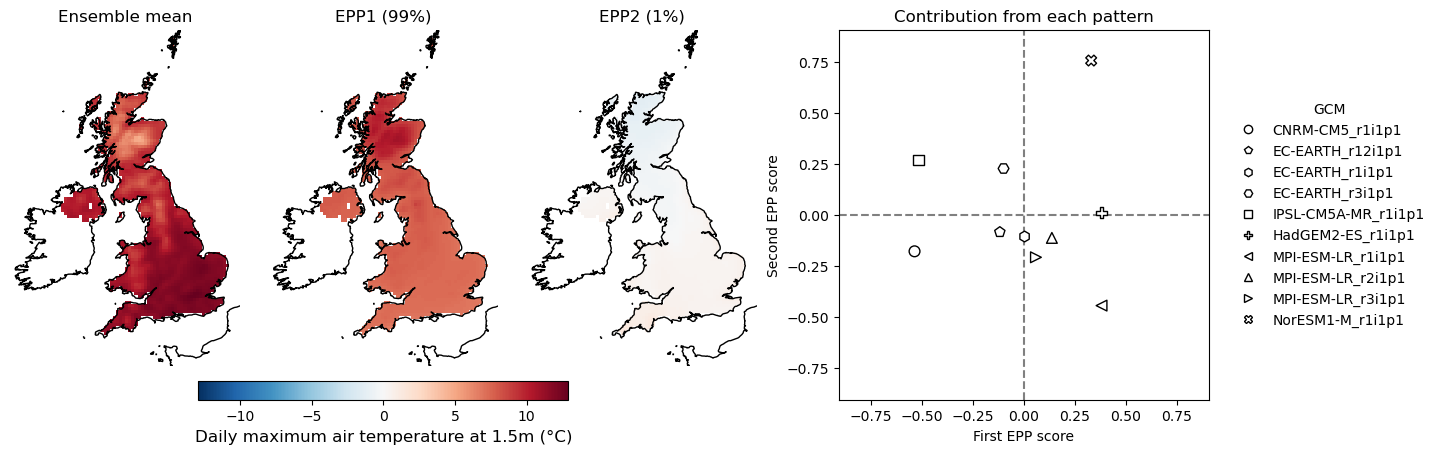 Ensemble mean
EPP1 (99%)
EPP2 (1%)
Contribution from each pattern
−10
−5
0
5
10
Daily maximum air temperature at 1.5m (°C)
Second EPP score
0.75
0.50
0.25
0.00
−0.25
−0.50
−0.75
−0.75
−0.50
−0.25
0.00
0.25
0.50
0.75
First EPP score
GCM
CNRM-CM5_r1i1p1
EC-EARTH_r12i1p1
EC-EARTH_r1i1p1
EC-EARTH_r3i1p1
IPSL-CM5A-MR_r1i1p1
HadGEM2-ES_r1i1p1
MPI-ESM-LR_r1i1p1
MPI-ESM-LR_r2i1p1
MPI-ESM-LR_r3i1p1
NorESM1-M_r1i1p1